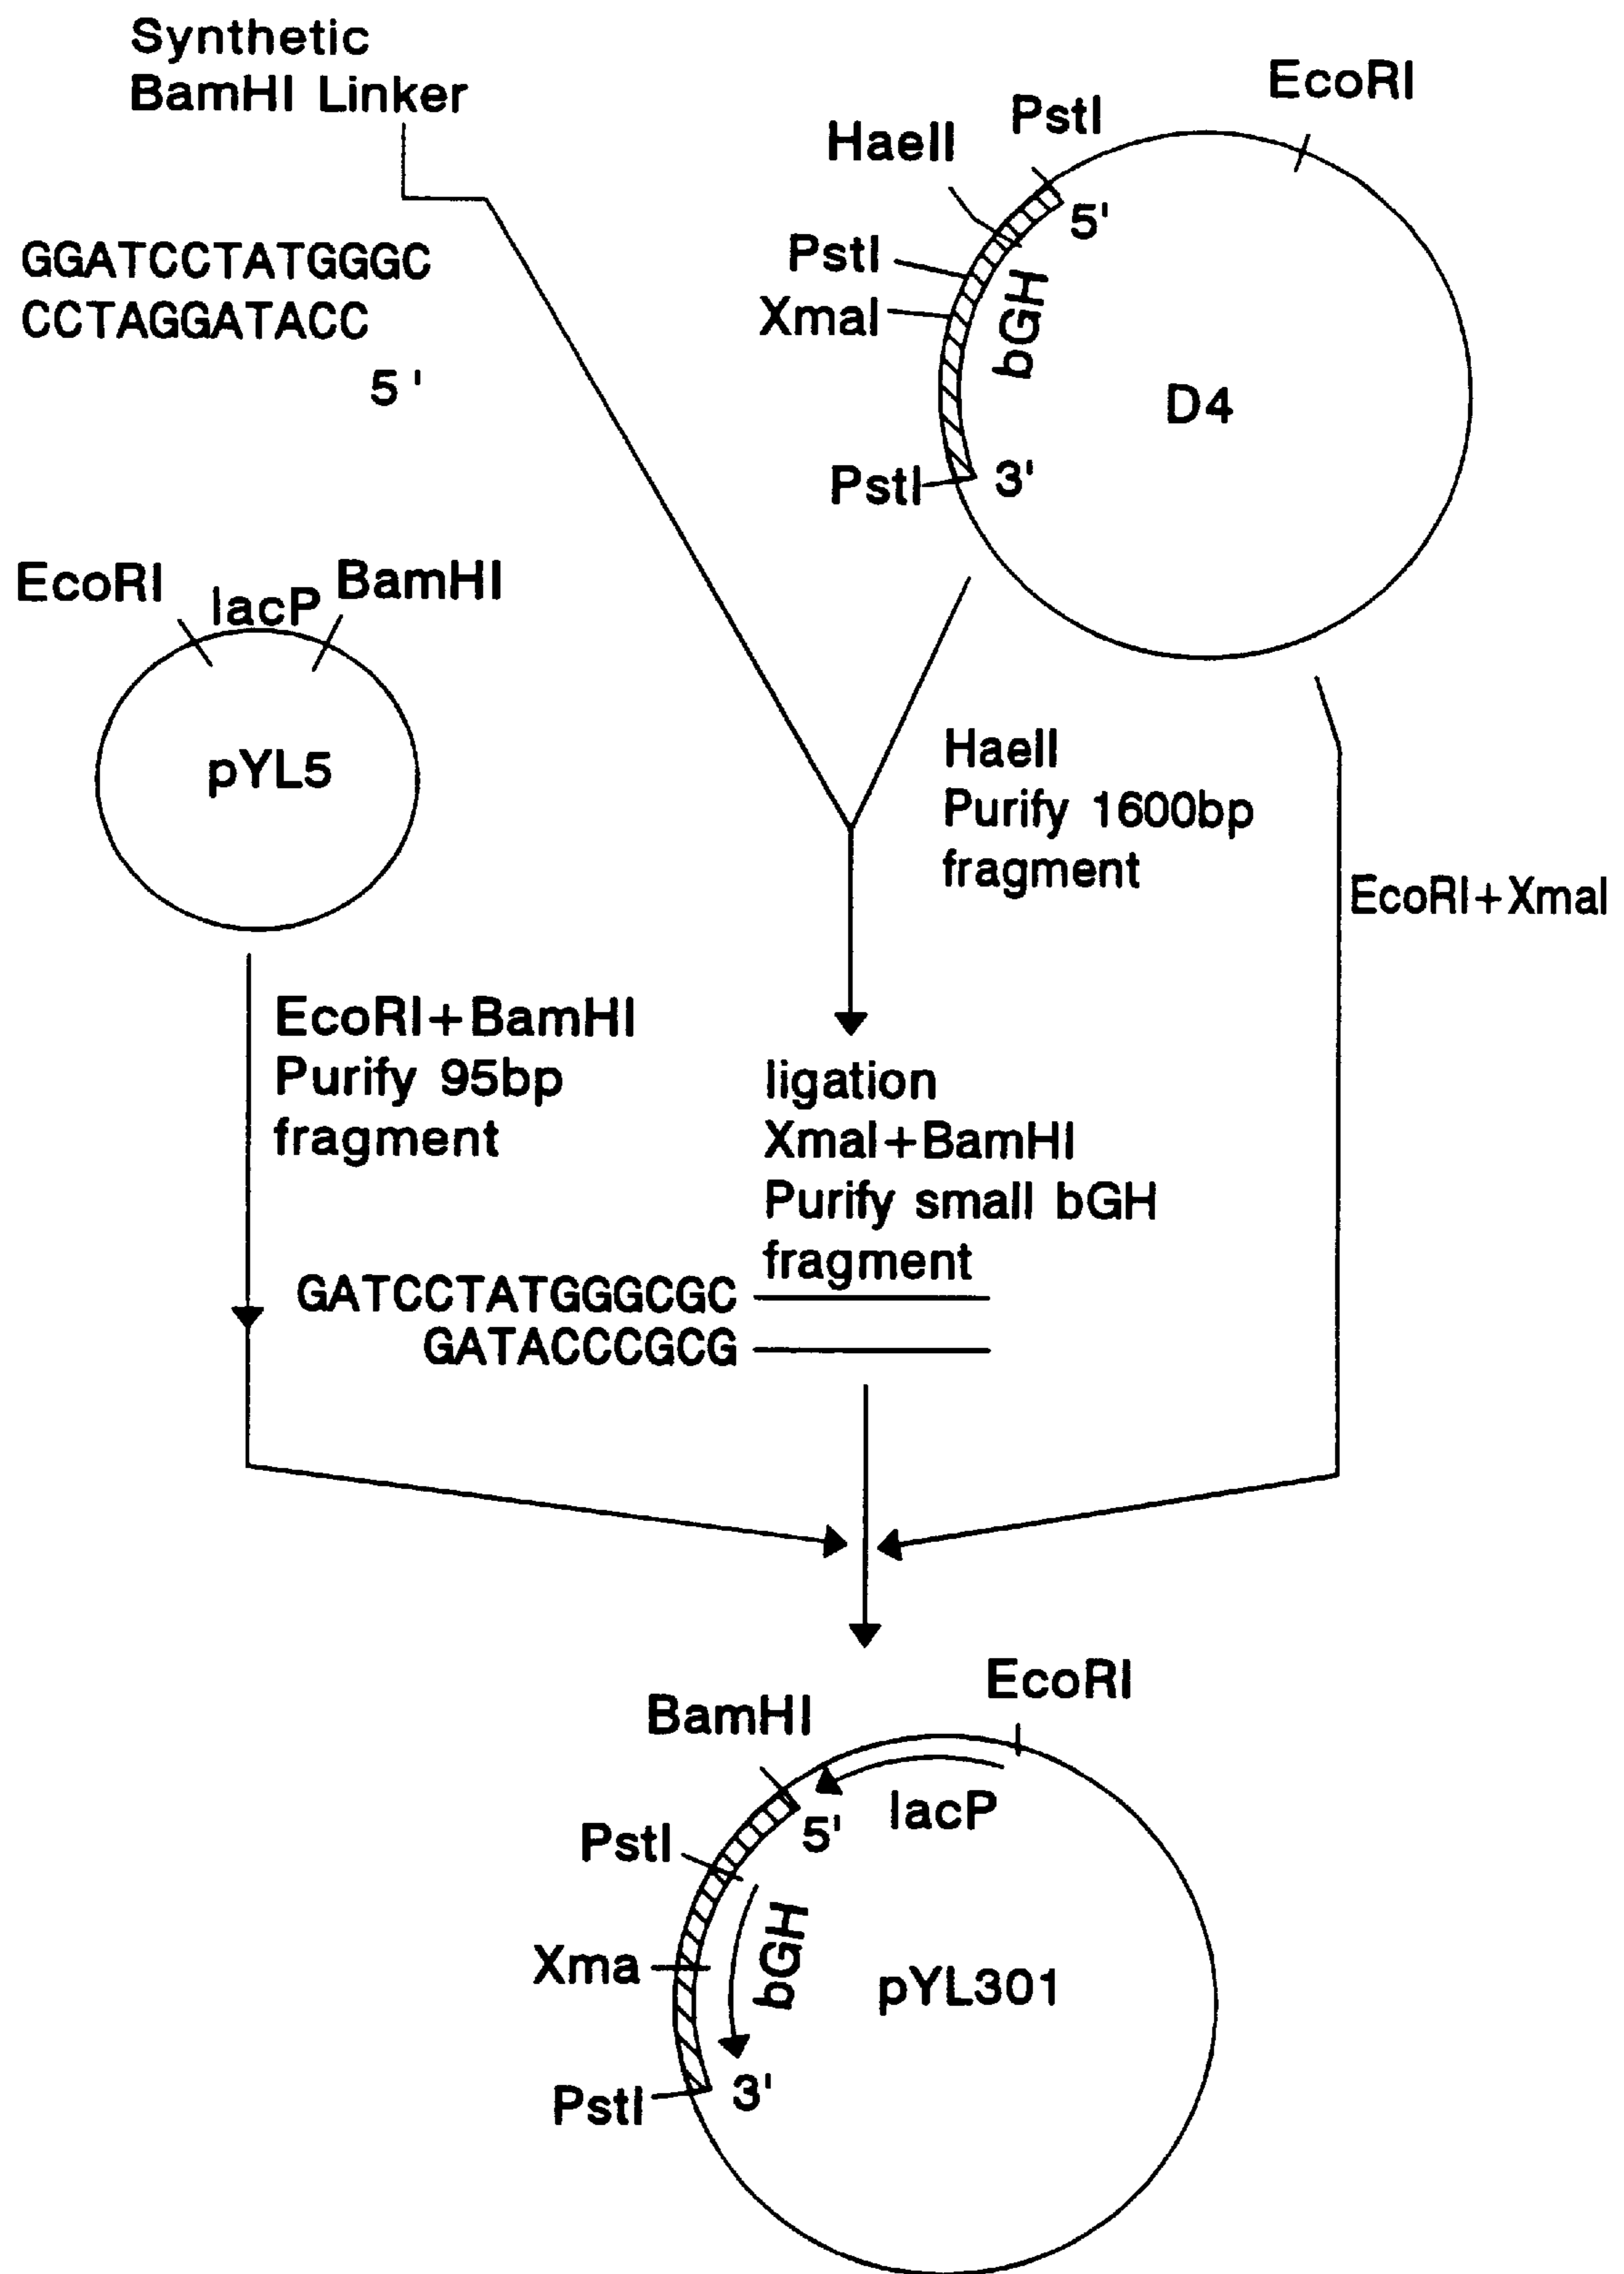 Synthetic
BamHI Linker
GGATCCTATGGGC
CCTAGGATACC
5'
EcoRI
PstI
HaeII
5'
PstI
XmaI
bGH
D4
PstI
3'
EcoRI
lacP
BamHI
pYL5
HaeII
Purify 1600bp
fragment
EcoRI+XmaI
EcoRI+BamHI
Purify 95bp
fragment
ligation
XmaI+BamHI
Purify small bGH
fragment
GATCCTATGGGCGC
GATACCCGCG
EcoRI
BamHI
lacP
5'
PstI
bGH
Xma
pYL301
PstI
3'